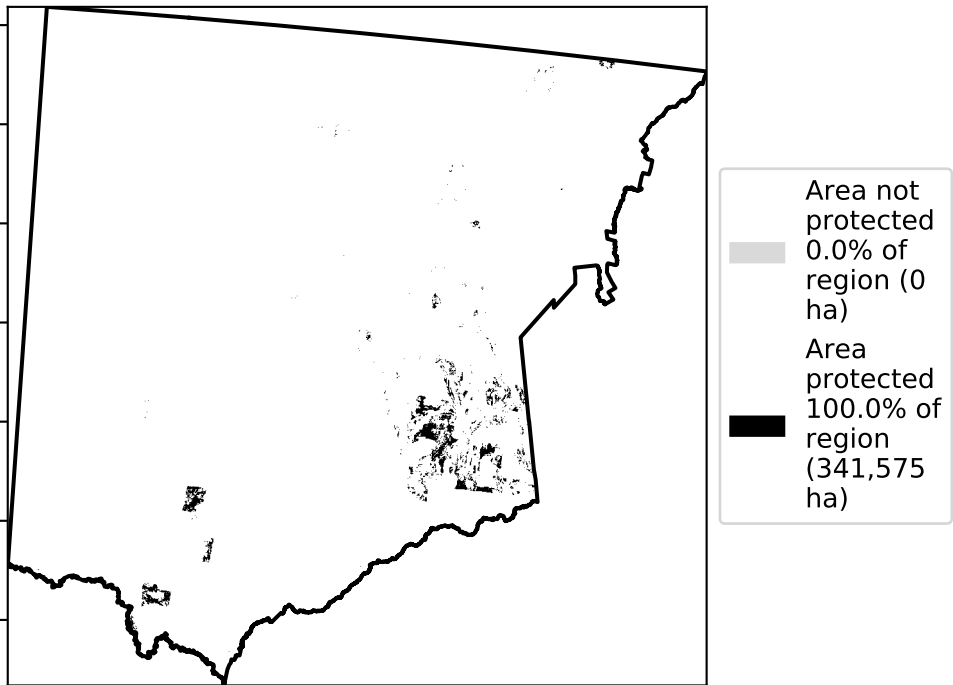 Area not
protected
0.0% of
region (0
ha)
Area
protected
100.0% of
region
(341,575
ha)